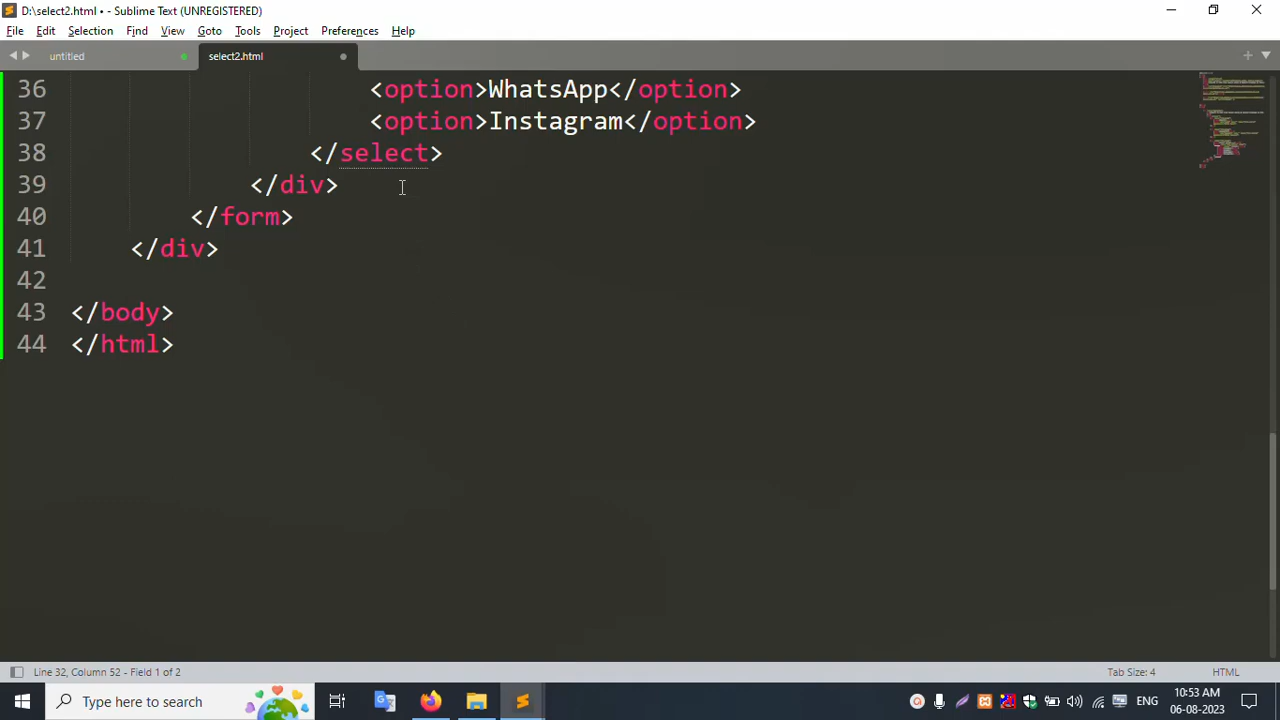 D:\select2.html • - Sublime Text (UNREGISTERED)
File Edit Selection Find View Goto Tools Project Preferences Help
untitled select2.html
36 <option>WhatsApp</option>
37 <option>Instagram</option>
38 </select>
39 </div>
40 </form>
41 </div>
42
43 </body>
44 </html>
Line 32, Column 52 - Field 1 of 2 Tab Size: 4 HTML
Type here to search ENG 10:53 AM
06-08-2023